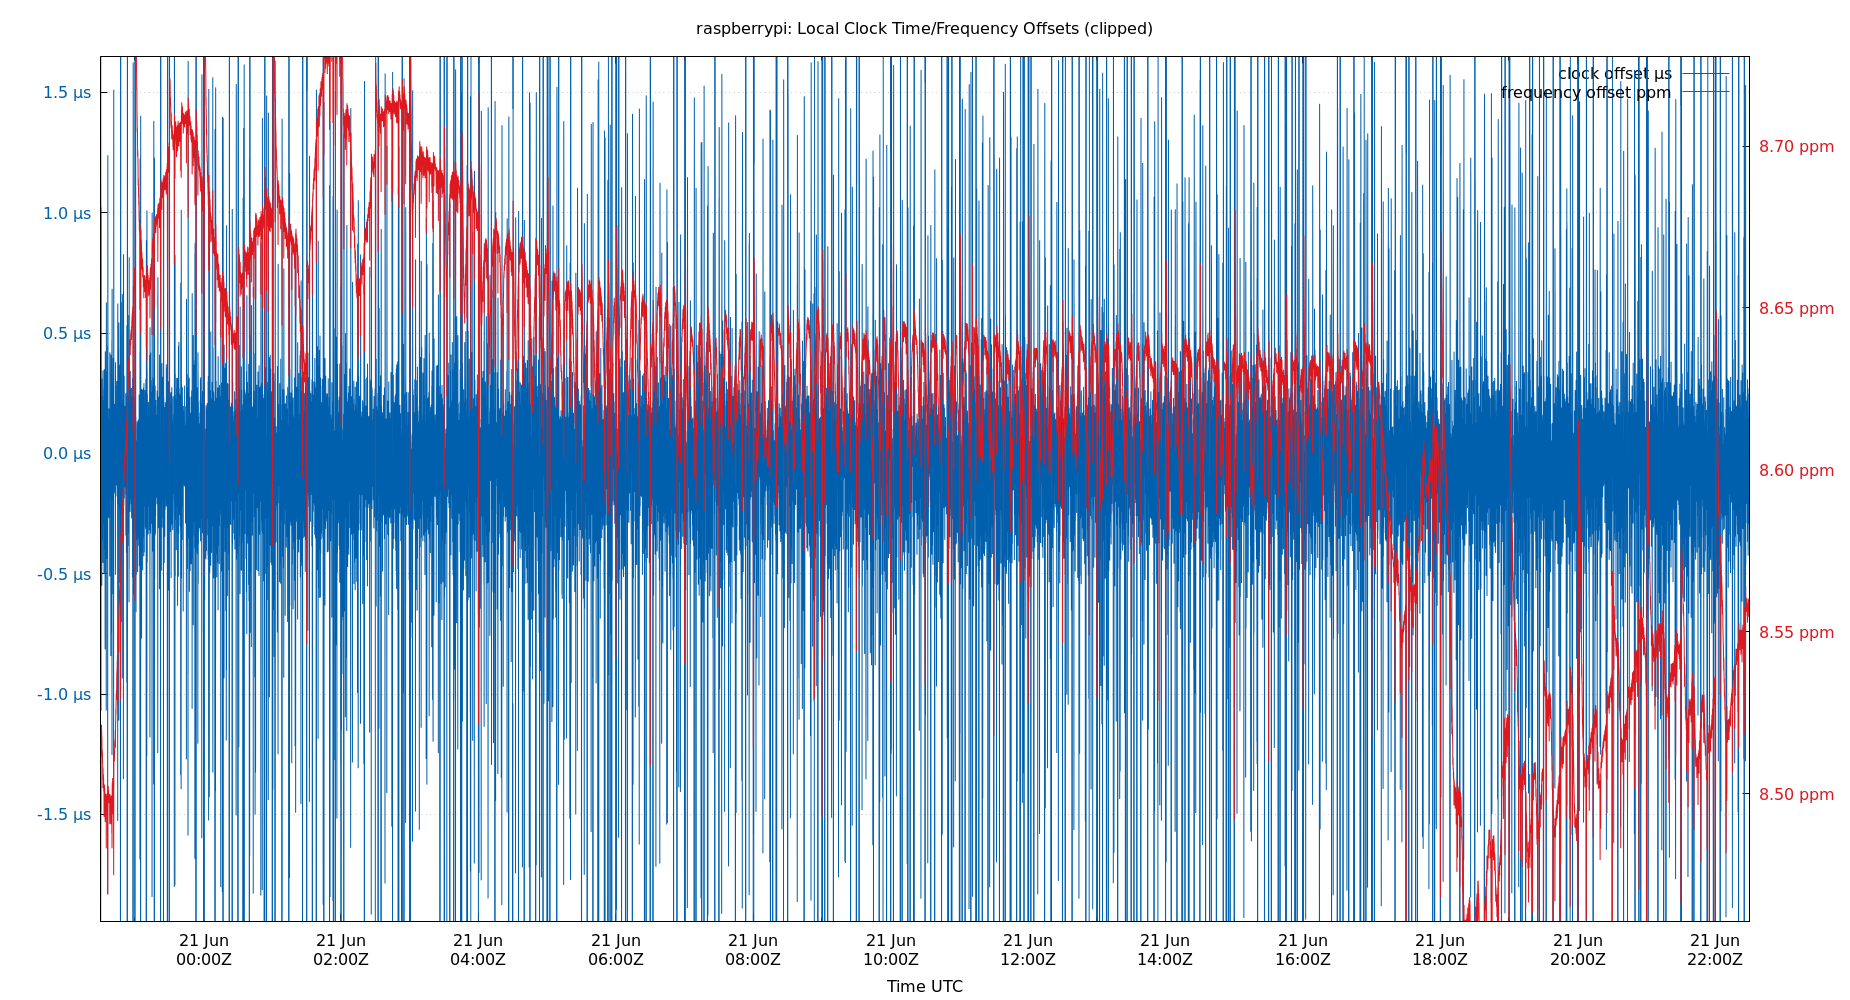 raspberrypi: Local Clock Time/Frequency Offsets (clipped)
clock offset µs
frequency offset ppm
1.5 µs
1.0 µs
0.5 µs
0.0 µs
-0.5 µs
-1.0 µs
-1.5 µs
8.70 ppm
8.65 ppm
8.60 ppm
8.55 ppm
8.50 ppm
21 Jun 21 Jun 21 Jun 21 Jun 21 Jun 21 Jun 21 Jun 21 Jun 21 Jun 21 Jun 21 Jun 21 Jun
00:00Z 02:00Z 04:00Z 06:00Z 08:00Z 10:00Z 12:00Z 14:00Z 16:00Z 18:00Z 20:00Z 22:00Z
Time UTC